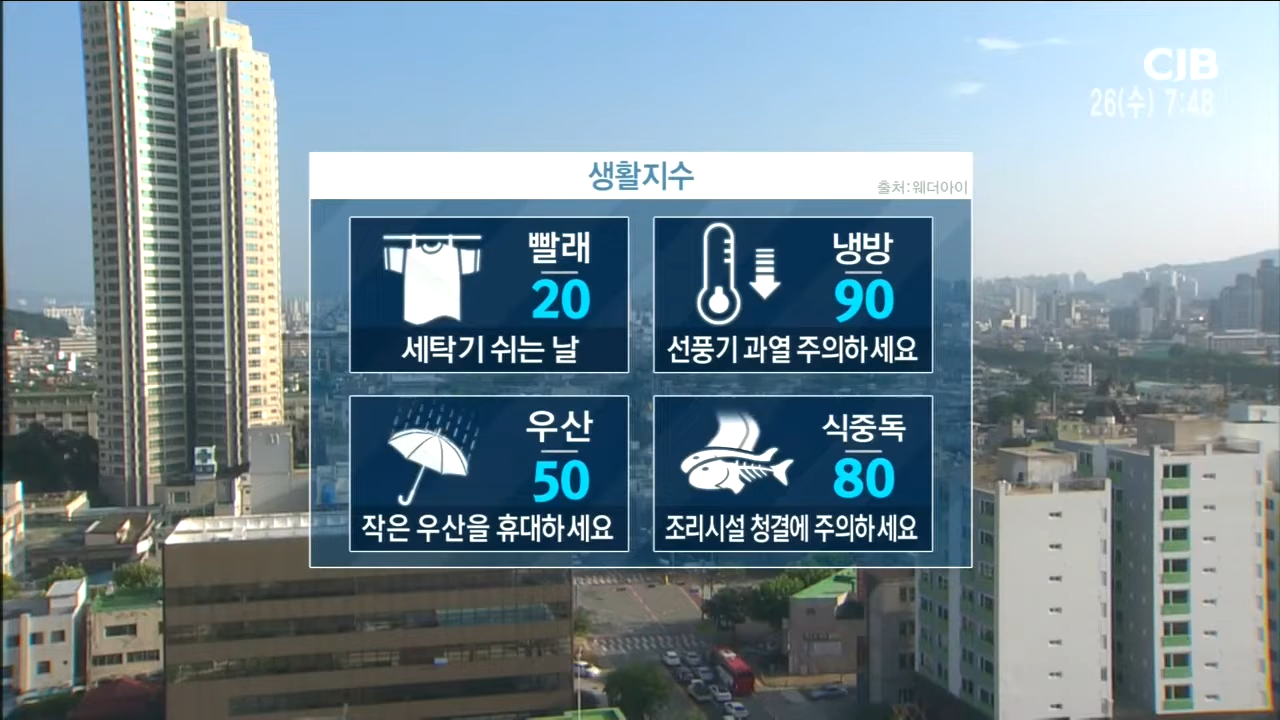 CJB
26(수) 7:48
생활지수
출처:웨더아이
빨래
20
세탁기 쉬는 날
냉방
90
선풍기 과열 주의하세요
우산
50
작은 우산을 휴대하세요
식중독
80
조리시설 청결에 주의하세요